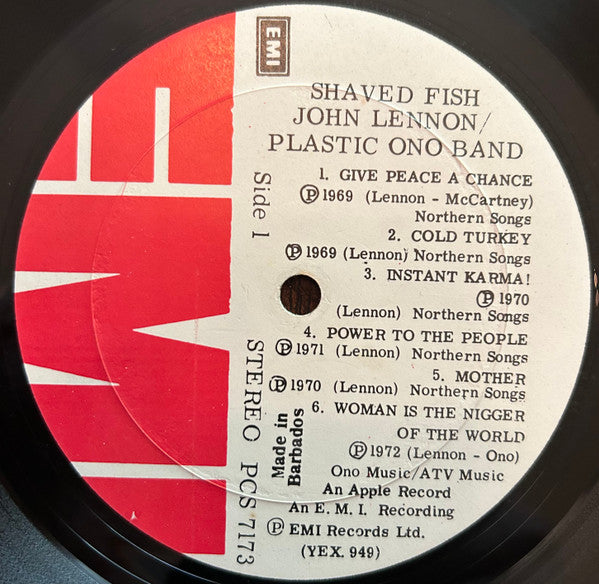 EMI
SHAVED FISH
JOHN LENNON/
PLASTIC ONO BAND
1. GIVE PEACE A CHANCE
Ⓟ 1969 (Lennon - McCartney)
Northern Songs
2. COLD TURKEY
Ⓟ 1969 (Lennon) Northern Songs
3. INSTANT KARMA!
Ⓟ 1970
(Lennon) Northern Songs
4. POWER TO THE PEOPLE
Ⓟ 1971 (Lennon) Northern Songs
5. MOTHER
Ⓟ 1970 (Lennon) Northern Songs
6. WOMAN IS THE NIGGER
OF THE WORLD
Ⓟ 1972 (Lennon - Ono)
Ono Music/ATV Music
An Apple Record
An E. M. I. Recording
Ⓟ EMI Records Ltd.
(YEX. 949)
Side 1
STEREO PCS 7173
Made in
Barbados
EMI